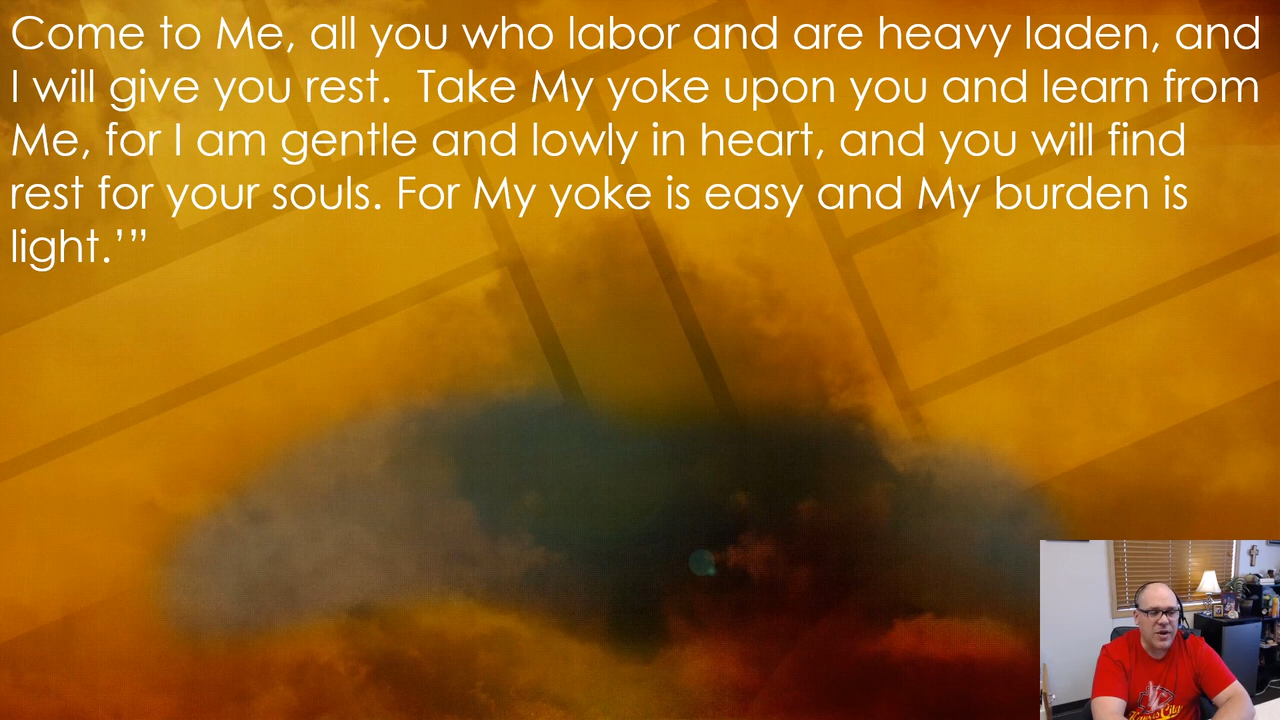 Come to Me, all you who labor and are heavy laden, and
I will give you rest.  Take My yoke upon you and learn from
Me, for I am gentle and lowly in heart, and you will find
rest for your souls. For My yoke is easy and My burden is
light.’”
Kansas City